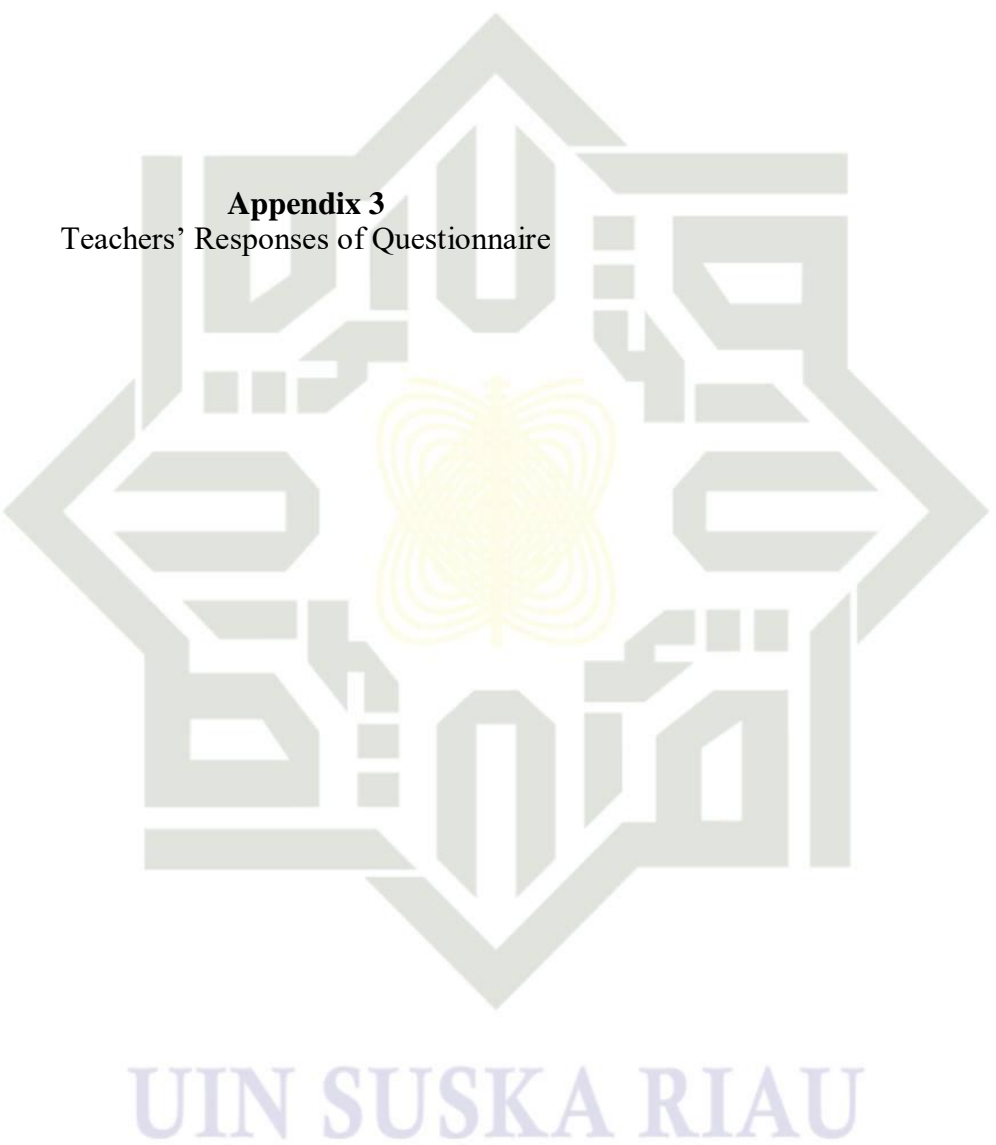 Appendix 3
Teachers’ Responses of Questionnaire
UIN SUSKA RIAU